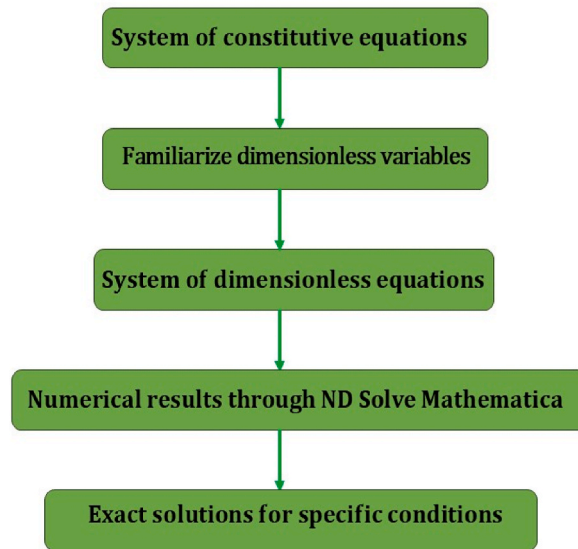 System of constitutive equations
Familiarize dimensionless variables
System of dimensionless equations
Numerical results through ND Solve Mathematica
Exact solutions for specific conditions